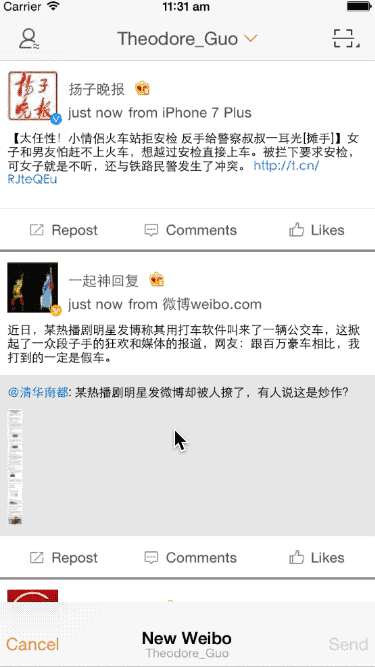 Carrier 11:31 am
Theodore_Guo
扬子晚报
just now from iPhone 7 Plus
【太任性！小情侣火车站拒安检 反手给警察叔叔一耳光[摊手]】女
子和男友怕赶不上火车，想越过安检直接上车。被拦下要求安检，
可女子就是不听，还与铁路民警发生了冲突。 http://t.cn/
RJteQEu
Repost Comments Likes
一起神回复
just now from 微博weibo.com
近日，某热播剧明星发博称其用打车软件叫来了一辆公交车，这掀
起了一众段子手的狂欢和媒体的报道，网友：跟百万豪车相比，我
打到的一定是假车。
@清华南都: 某热播剧明星发微博却被人撩了，有人说这是炒作?
Repost Comments Likes
Cancel New Weibo Send
Theodore_Guo